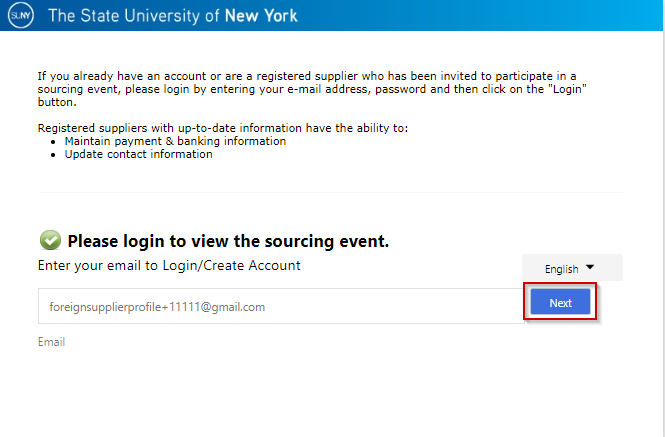 SUNY The State University of New York
If you already have an account or are a registered supplier who has been invited to participate in a
sourcing event, please login by entering your e-mail address, password and then click on the "Login"
button.
Registered suppliers with up-to-date information have the ability to:
• Maintain payment & banking information
• Update contact information
Please login to view the sourcing event.
Enter your email to Login/Create Account
English
foreignsupplierprofile+11111@gmail.com
Next
Email